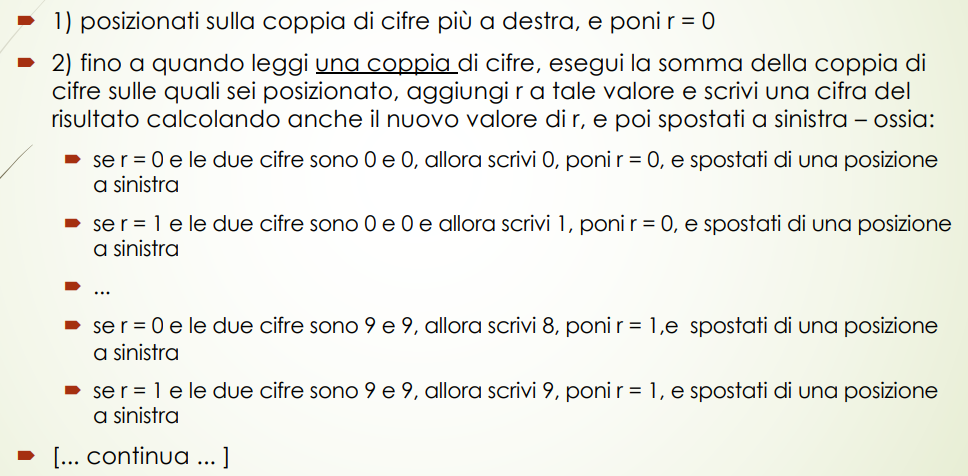 1) posizionati sulla coppia di cifre più a destra, e poni r = 0
2) fino a quando leggi una coppia di cifre, esegui la somma della coppia di
cifre sulle quali sei posizionato, aggiungi r a tale valore e scrivi una cifra del
risultato calcolando anche il nuovo valore di r, e poi spostati a sinistra – ossia:
se r = 0 e le due cifre sono 0 e 0, allora scrivi 0, poni r = 0, e spostati di una posizione
a sinistra
se r = 1 e le due cifre sono 0 e 0 e allora scrivi 1, poni r = 0, e spostati di una posizione
a sinistra
...
se r = 0 e le due cifre sono 9 e 9, allora scrivi 8, poni r = 1,e spostati di una posizione
a sinistra
se r = 1 e le due cifre sono 9 e 9, allora scrivi 9, poni r = 1, e spostati di una posizione
a sinistra
[... continua ... ]